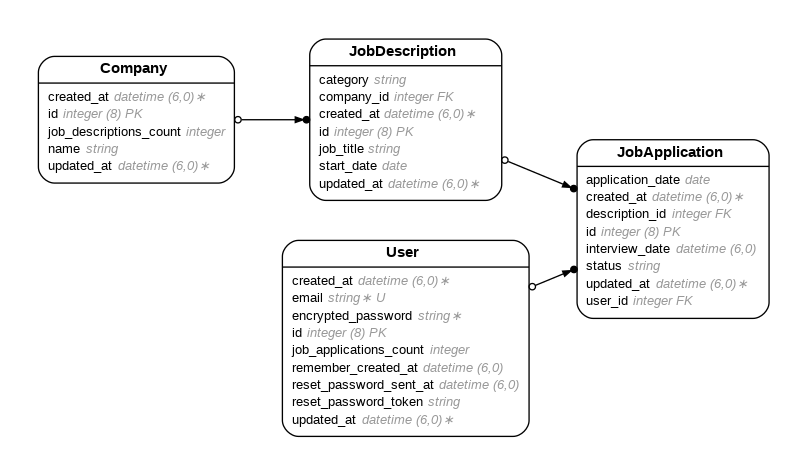 Company
created_at datetime (6,0)∗
id integer (8) PK
job_descriptions_count integer
name string
updated_at datetime (6,0)∗
JobDescription
category string
company_id integer FK
created_at datetime (6,0)∗
id integer (8) PK
job_title string
start_date date
updated_at datetime (6,0)∗
JobApplication
application_date date
created_at datetime (6,0)∗
description_id integer FK
id integer (8) PK
interview_date datetime (6,0)
status string
updated_at datetime (6,0)∗
user_id integer FK
User
created_at datetime (6,0)∗
email string∗ U
encrypted_password string∗
id integer (8) PK
job_applications_count integer
remember_created_at datetime (6,0)
reset_password_sent_at datetime (6,0)
reset_password_token string
updated_at datetime (6,0)∗